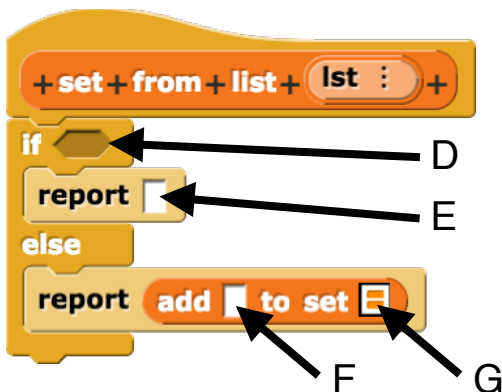 + set + from + list + lst ⋮ +
if
D
report
E
else
report add to set
F
G